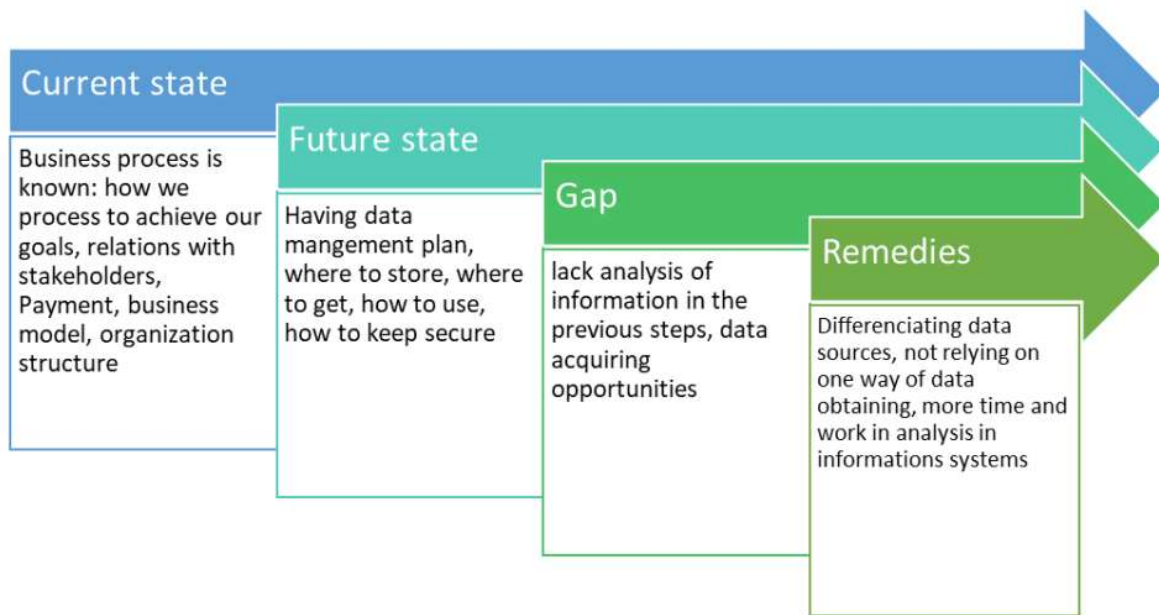 Current state
Business process is
known: how we
process to achieve our
goals, relations with
stakeholders,
Payment, business
model, organization
structure
Future state
Having data
mangement plan,
where to store, where
to get, how to use,
how to keep secure
Gap
lack analysis of
information in the
previous steps, data
acquiring
opportunities
Remedies
Differenciating data
sources, not relying on
one way of data
obtaining, more time and
work in analysis in
informations systems